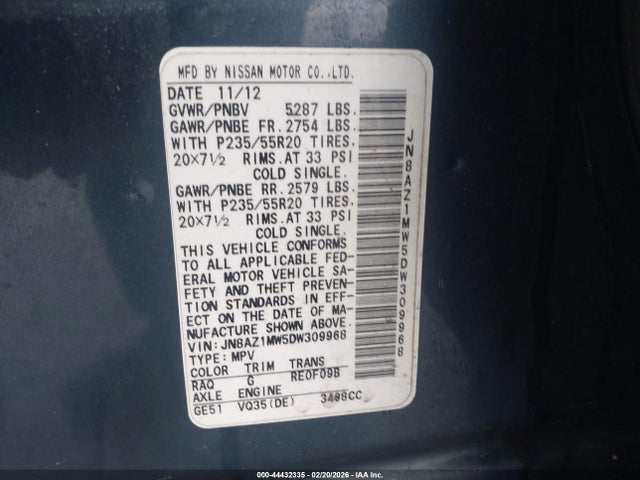 MFD BY NISSAN MOTOR CO.,LTD.
DATE 11/12
GVWR/PNBV 5287 LBS.
GAWR/PNBE FR. 2754 LBS.
WITH P235/55R20 TIRES,
20×7½ RIMS.AT 33 PSI
COLD SINGLE.
GAWR/PNBE RR. 2579 LBS.
WITH P235/55R20 TIRES,
20×7½ RIMS.AT 33 PSI
COLD SINGLE.
THIS VEHICLE CONFORMS
TO ALL APPLICABLE FED-
ERAL MOTOR VEHICLE SA-
FETY AND THEFT PREVEN-
TION STANDARDS IN EFF-
ECT ON THE DATE OF MA-
NUFACTURE SHOWN ABOVE.
VIN: JN8AZ1MW5DW309968
TYPE: MPV
COLOR TRIM TRANS
RAQ G RE0F09B
AXLE ENGINE
GE51 VQ35(DE) 3498CC
JN8AZ1MW5DW309968
000-44432335 - 02/20/2026 - IAA Inc.